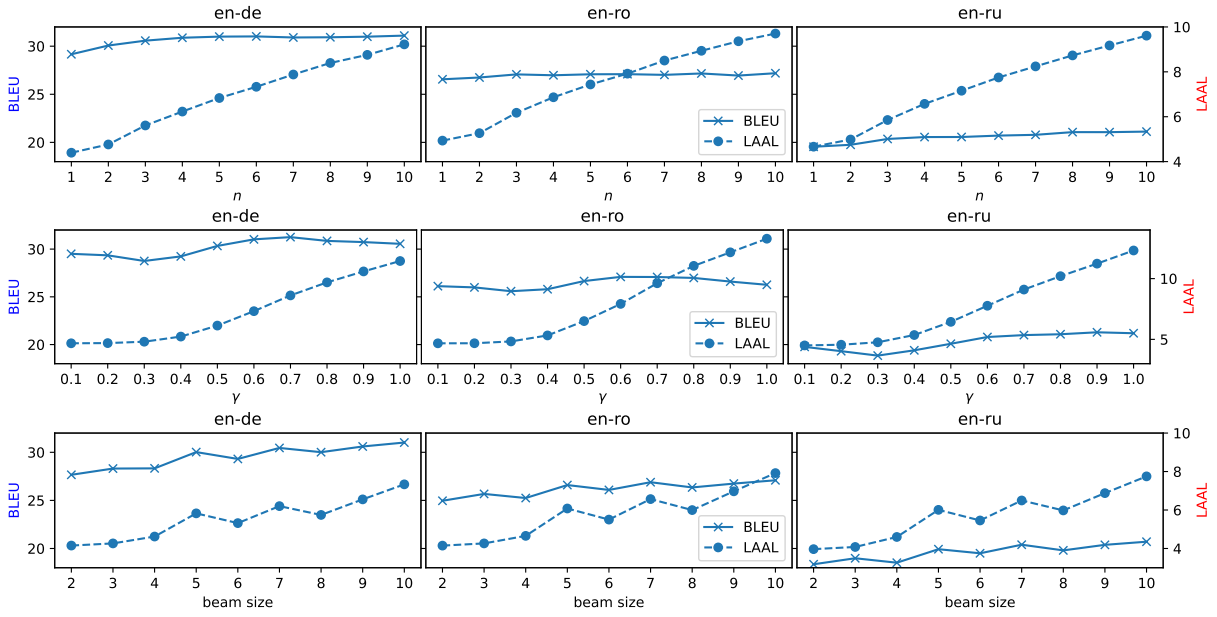 en-de en-ro en-ru
BLEU 30 25 20
BLEU
LAAL
10 8 6 4 LAAL
1 2 3 4 5 6 7 8 9 10 1 2 3 4 5 6 7 8 9 10 1 2 3 4 5 6 7 8 9 10
n n n
en-de en-ro en-ru
BLEU 30 25 20
BLEU
LAAL
10 5 LAAL
0.1 0.2 0.3 0.4 0.5 0.6 0.7 0.8 0.9 1.0 0.1 0.2 0.3 0.4 0.5 0.6 0.7 0.8 0.9 1.0 0.1 0.2 0.3 0.4 0.5 0.6 0.7 0.8 0.9 1.0
γ γ γ
en-de en-ro en-ru
BLEU 30 25 20
BLEU
LAAL
10 8 6 4 LAAL
2 3 4 5 6 7 8 9 10 2 3 4 5 6 7 8 9 10 2 3 4 5 6 7 8 9 10
beam size beam size beam size